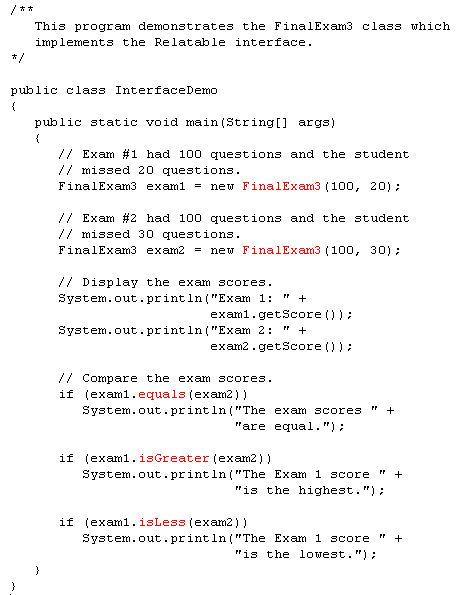 /**
   This program demonstrates the FinalExam3 class which
   implements the Relatable interface.
*/
public class InterfaceDemo
{
   public static void main(String[] args)
   {
      // Exam #1 had 100 questions and the student
      // missed 20 questions.
      FinalExam3 exam1 = new FinalExam3(100, 20);
      // Exam #2 had 100 questions and the student
      // missed 30 questions.
      FinalExam3 exam2 = new FinalExam3(100, 30);
      // Display the exam scores.
      System.out.println("Exam 1: " +
                         exam1.getScore());
      System.out.println("Exam 2: " +
                         exam2.getScore());
      // Compare the exam scores.
      if (exam1.equals(exam2))
         System.out.println("The exam scores " +
                            "are equal.");
      if (exam1.isGreater(exam2))
         System.out.println("The Exam 1 score " +
                            "is the highest.");
      if (exam1.isLess(exam2))
         System.out.println("The Exam 1 score " +
                            "is the lowest.");
   }
}